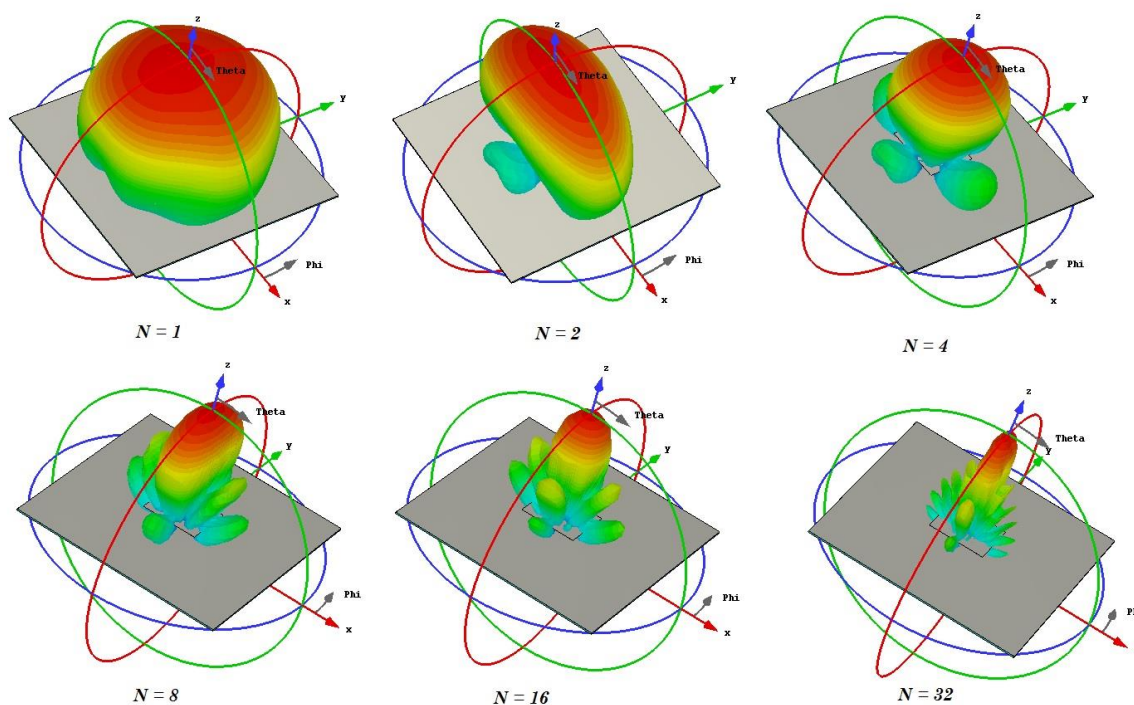 z
Theta
y
Phi
x
N = 1
z
Theta
y
Phi
x
N = 2
z
Theta
y
Phi
x
N = 4
z
Theta
y
Phi
x
N = 8
z
Theta
y
Phi
x
N = 16
z
Theta
y
N = 32